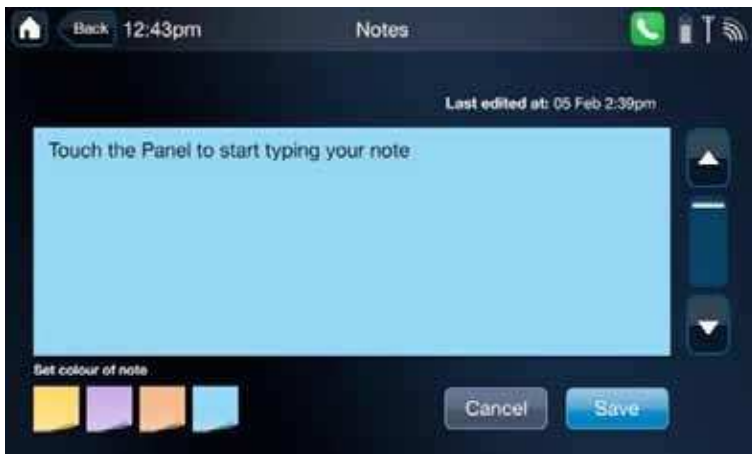 Back 12:43pm Notes
Last edited at: 05 Feb 2:39pm
Touch the Panel to start typing your note
Set colour of note
Cancel Save